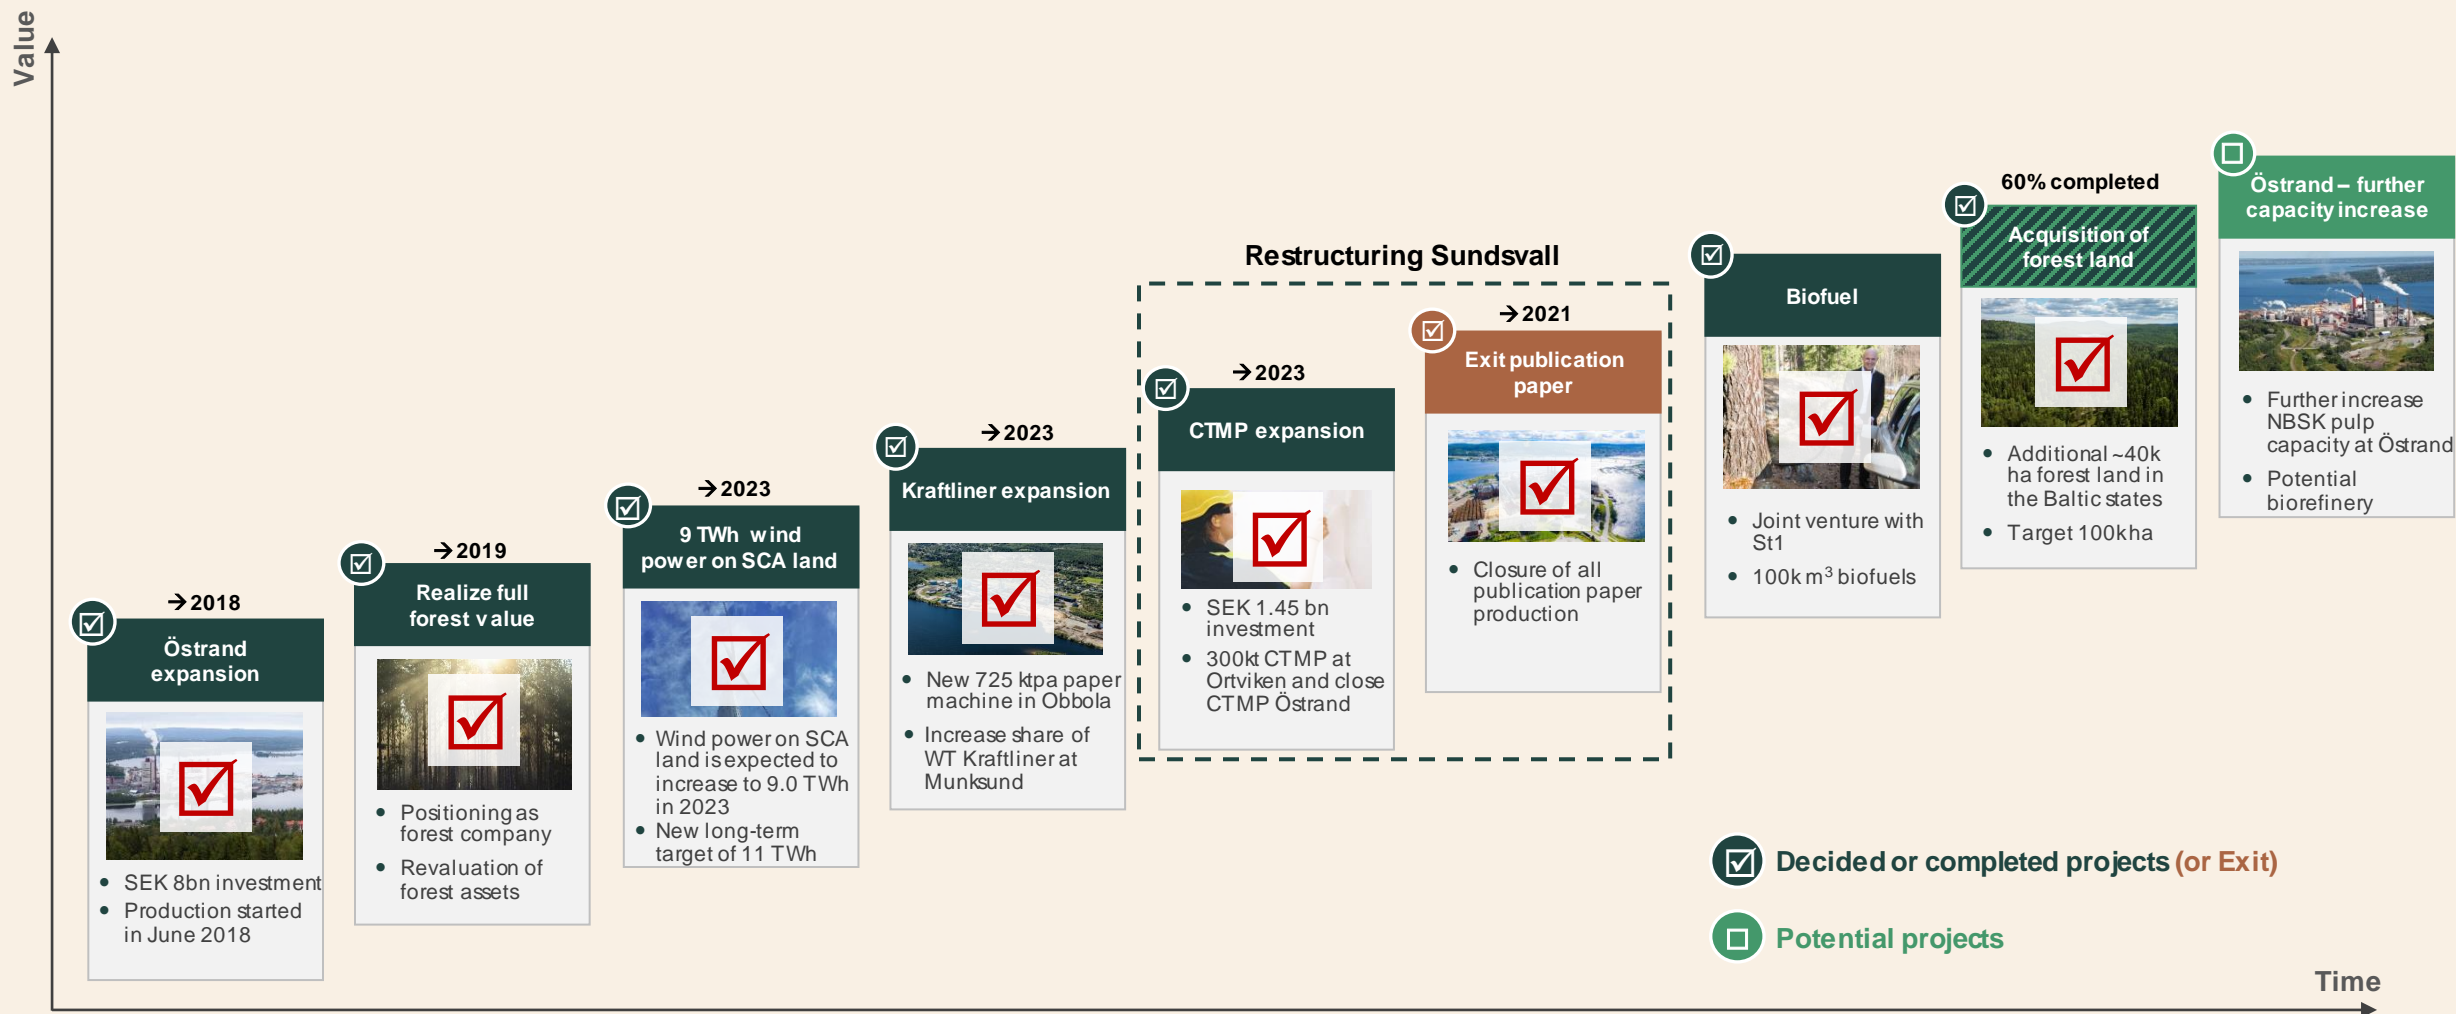 Value
→2018
Östrand
expansion
• SEK 8bn investment
• Production started
in June 2018
→2019
Realize full
forest value
• Positioning as
forest company
• Revaluation of
forest assets
→2023
9 TWh wind
power on SCA land
• Wind power on SCA
land is expected to
increase to 9.0 TWh
in 2023
• New long-term
target of 11 TWh
→2023
Kraftliner expansion
• New 725 ktpa paper
machine in Obbola
• Increase share of
WT Kraftliner at
Munksund
Restructuring Sundsvall
→2023
CTMP expansion
• SEK 1.45 bn
investment
• 300kt CTMP at
Ortviken and close
CTMP Östrand
→2021
Exit publication
paper
• Closure of all
publication paper
production
Biofuel
• Joint venture with
St1
• 100k m³ biofuels
60% completed
Acquisition of
forest land
• Additional ~40k
ha forest land in
the Baltic states
• Target 100kha
Östrand – further
capacity increase
• Further increase
NBSK pulp
capacity at Östrand
• Potential
biorefinery
Decided or completed projects (or Exit)
Potential projects
Time